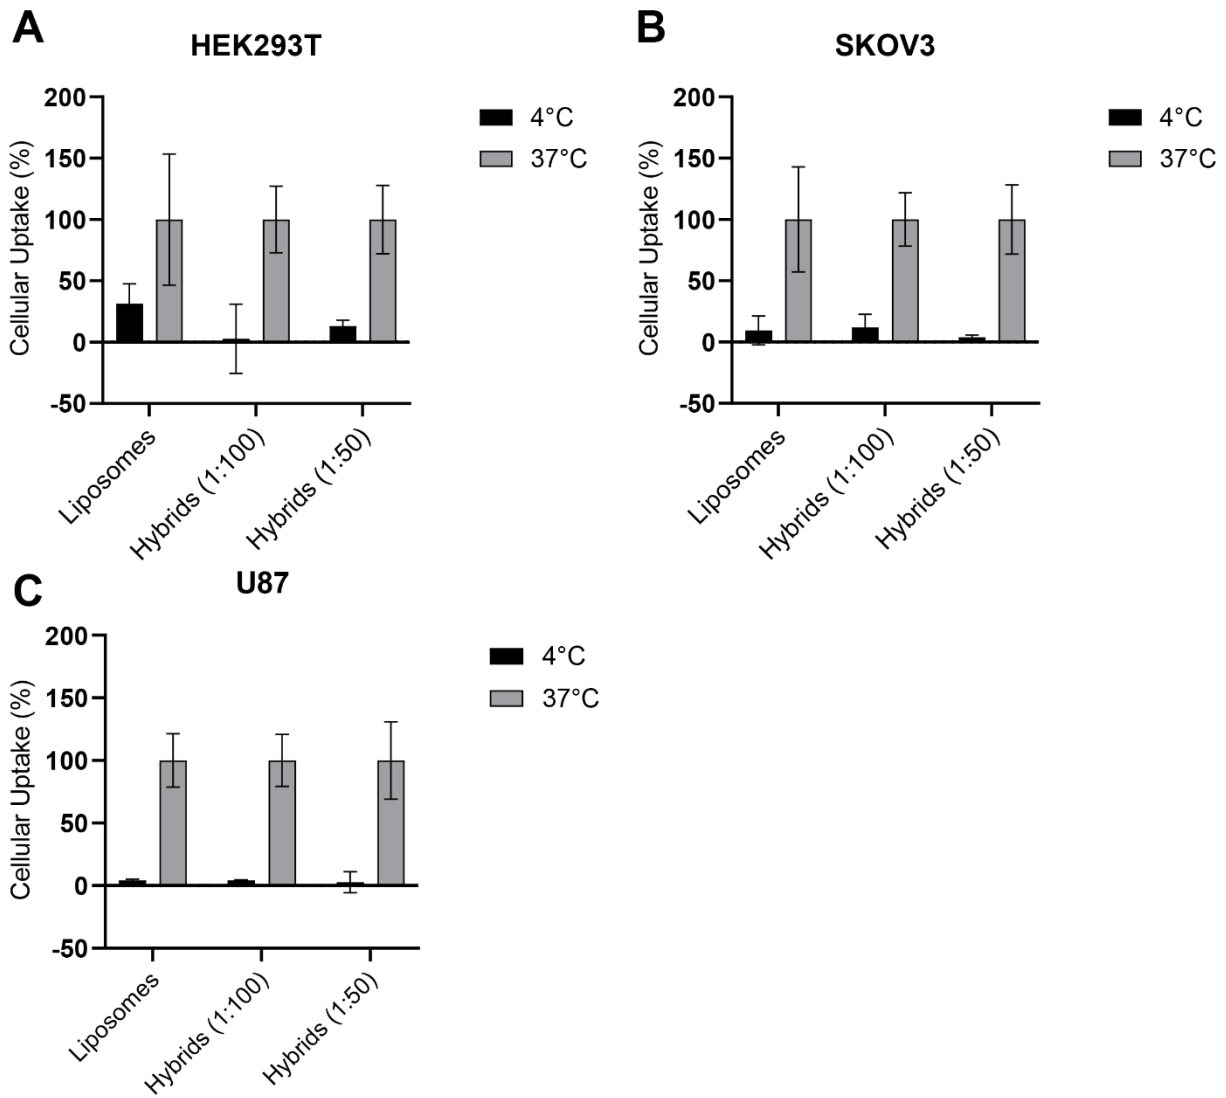 A
HEK293T
Cellular Uptake (%)
200
150
100
50
0
-50
Liposomes
Hybrids (1:100)
Hybrids (1:50)
4°C
37°C
B
SKOV3
Cellular Uptake (%)
200
150
100
50
0
-50
Liposomes
Hybrids (1:100)
Hybrids (1:50)
4°C
37°C
C
U87
Cellular Uptake (%)
200
150
100
50
0
-50
Liposomes
Hybrids (1:100)
Hybrids (1:50)
4°C
37°C